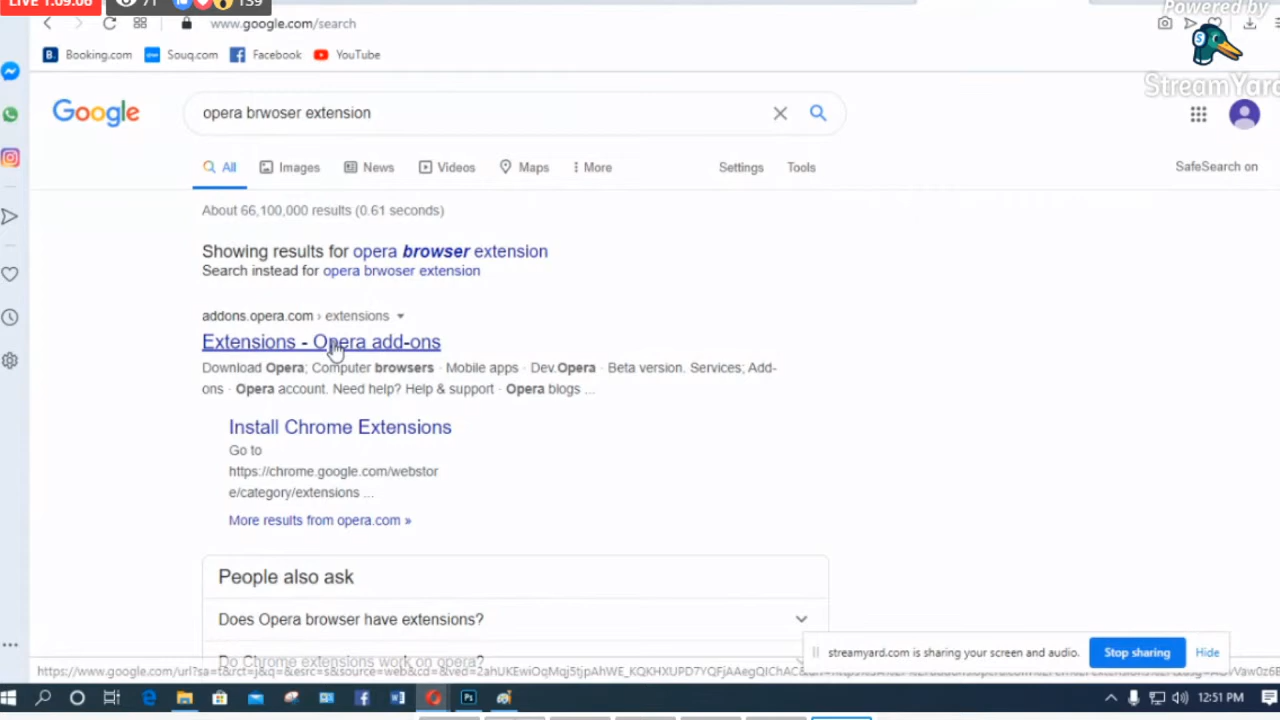 LIVE 1:09:06 71 139
Powered by
StreamYard
www.google.com/search
Booking.com Souq.com Facebook YouTube
Google opera brwoser extension
All Images News Videos Maps More Settings Tools SafeSearch on
About 66,100,000 results (0.61 seconds)
Showing results for opera browser extension
Search instead for opera brwoser extension
addons.opera.com › extensions
Extensions - Opera add-ons
Download Opera; Computer browsers · Mobile apps · Dev.Opera · Beta version. Services; Add-
ons · Opera account. Need help? Help & support · Opera blogs ...
Install Chrome Extensions
Go to
https://chrome.google.com/webstor
e/category/extensions ...
More results from opera.com »
People also ask
Does Opera browser have extensions?
Do Chrome extensions work on opera?
streamyard.com is sharing your screen and audio. Stop sharing Hide
12:51 PM